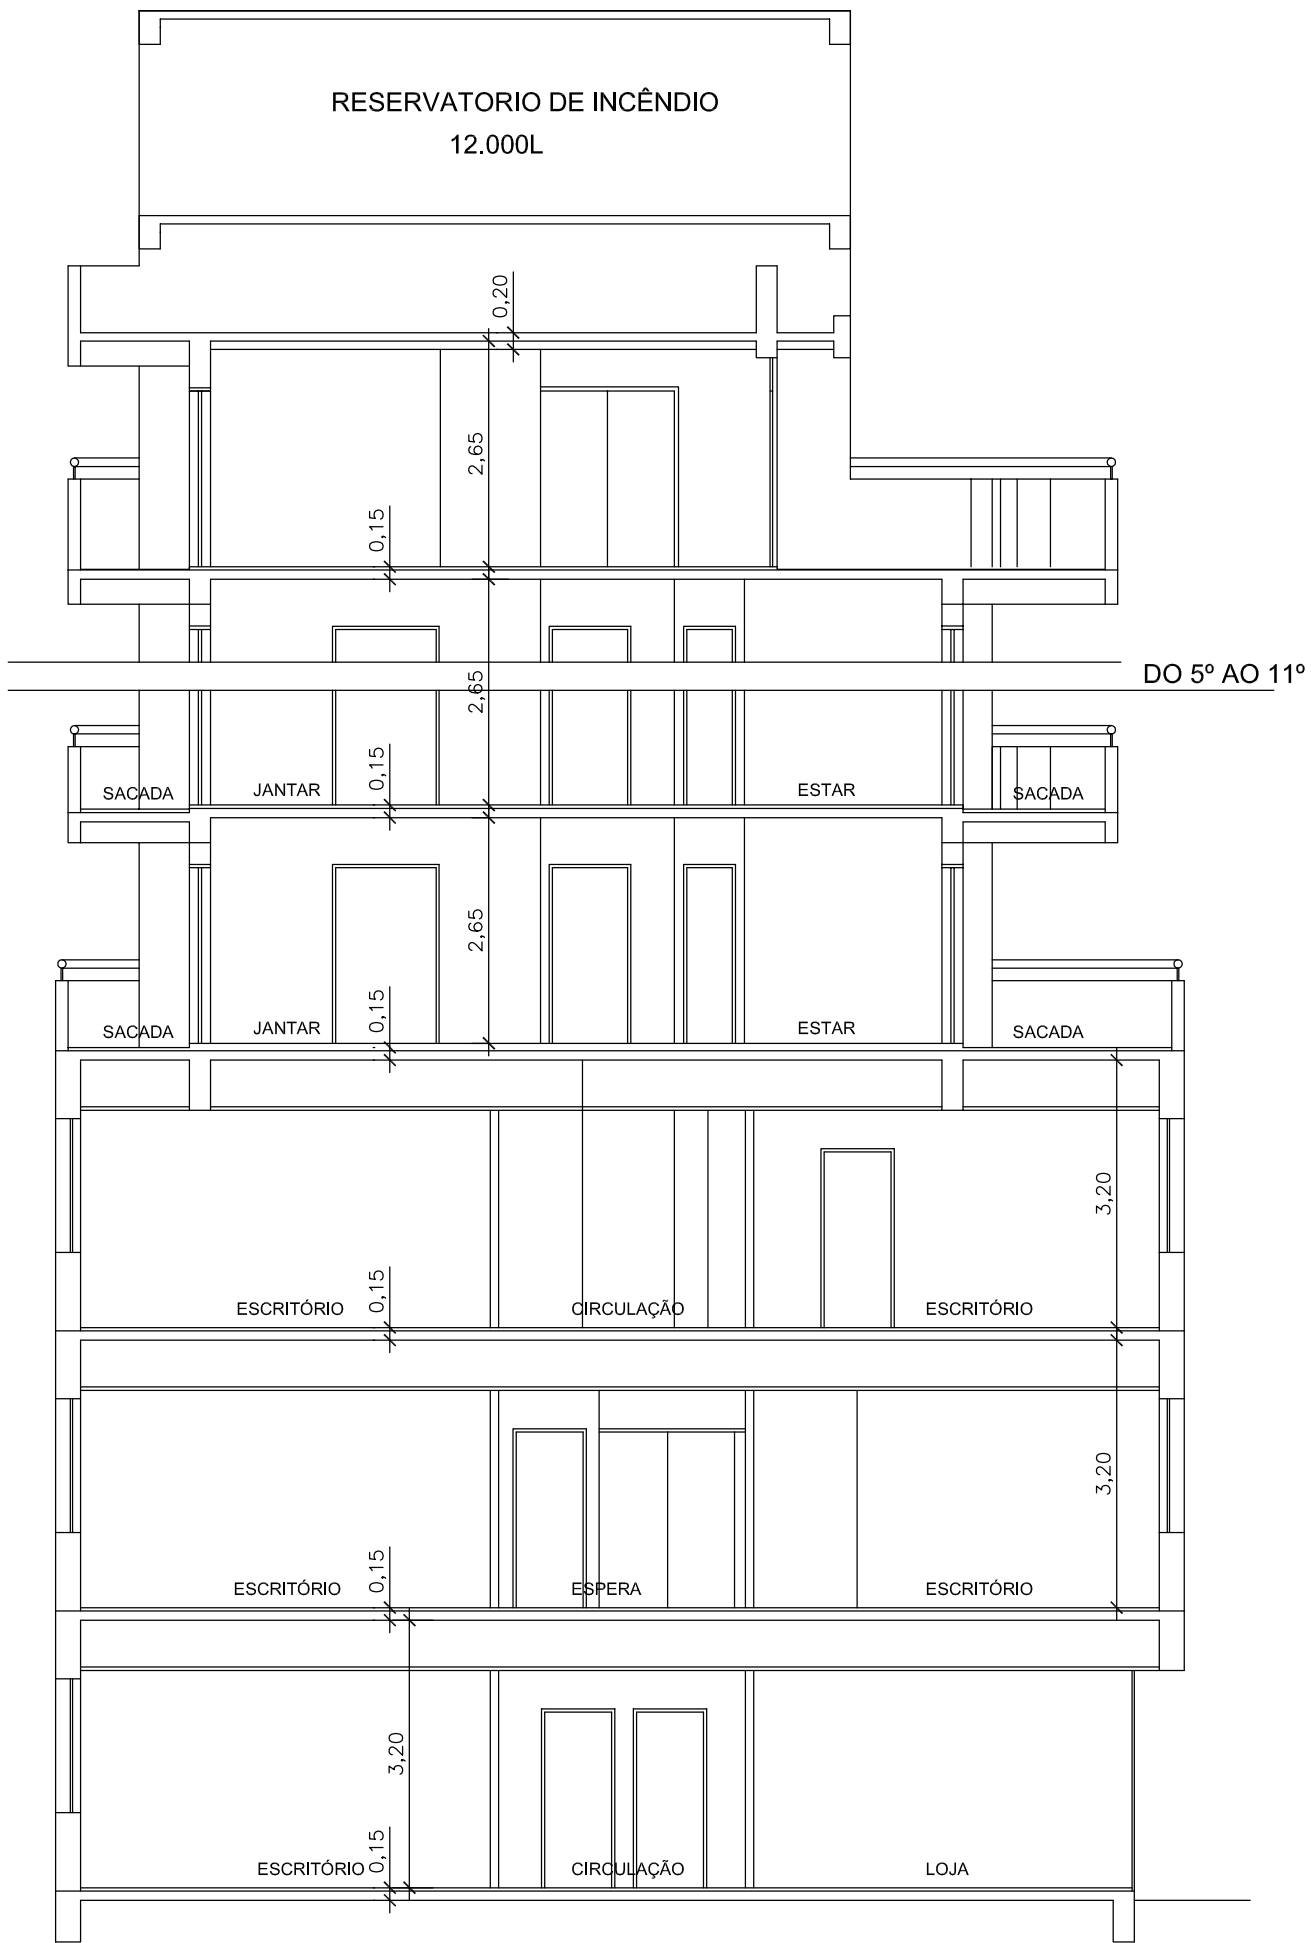 RESERVATORIO DE INCÊNDIO
12.000L
0,20
2,65
0,15
DO 5º AO 11º
2,65
0,15
SACADA JANTAR ESTAR SACADA
2,65
0,15
SACADA JANTAR ESTAR SACADA
3,20
0,15
ESCRITÓRIO CIRCULAÇÃO ESCRITÓRIO
3,20
0,15
ESCRITÓRIO ESPERA ESCRITÓRIO
3,20
0,15
ESCRITÓRIO CIRCULAÇÃO LOJA